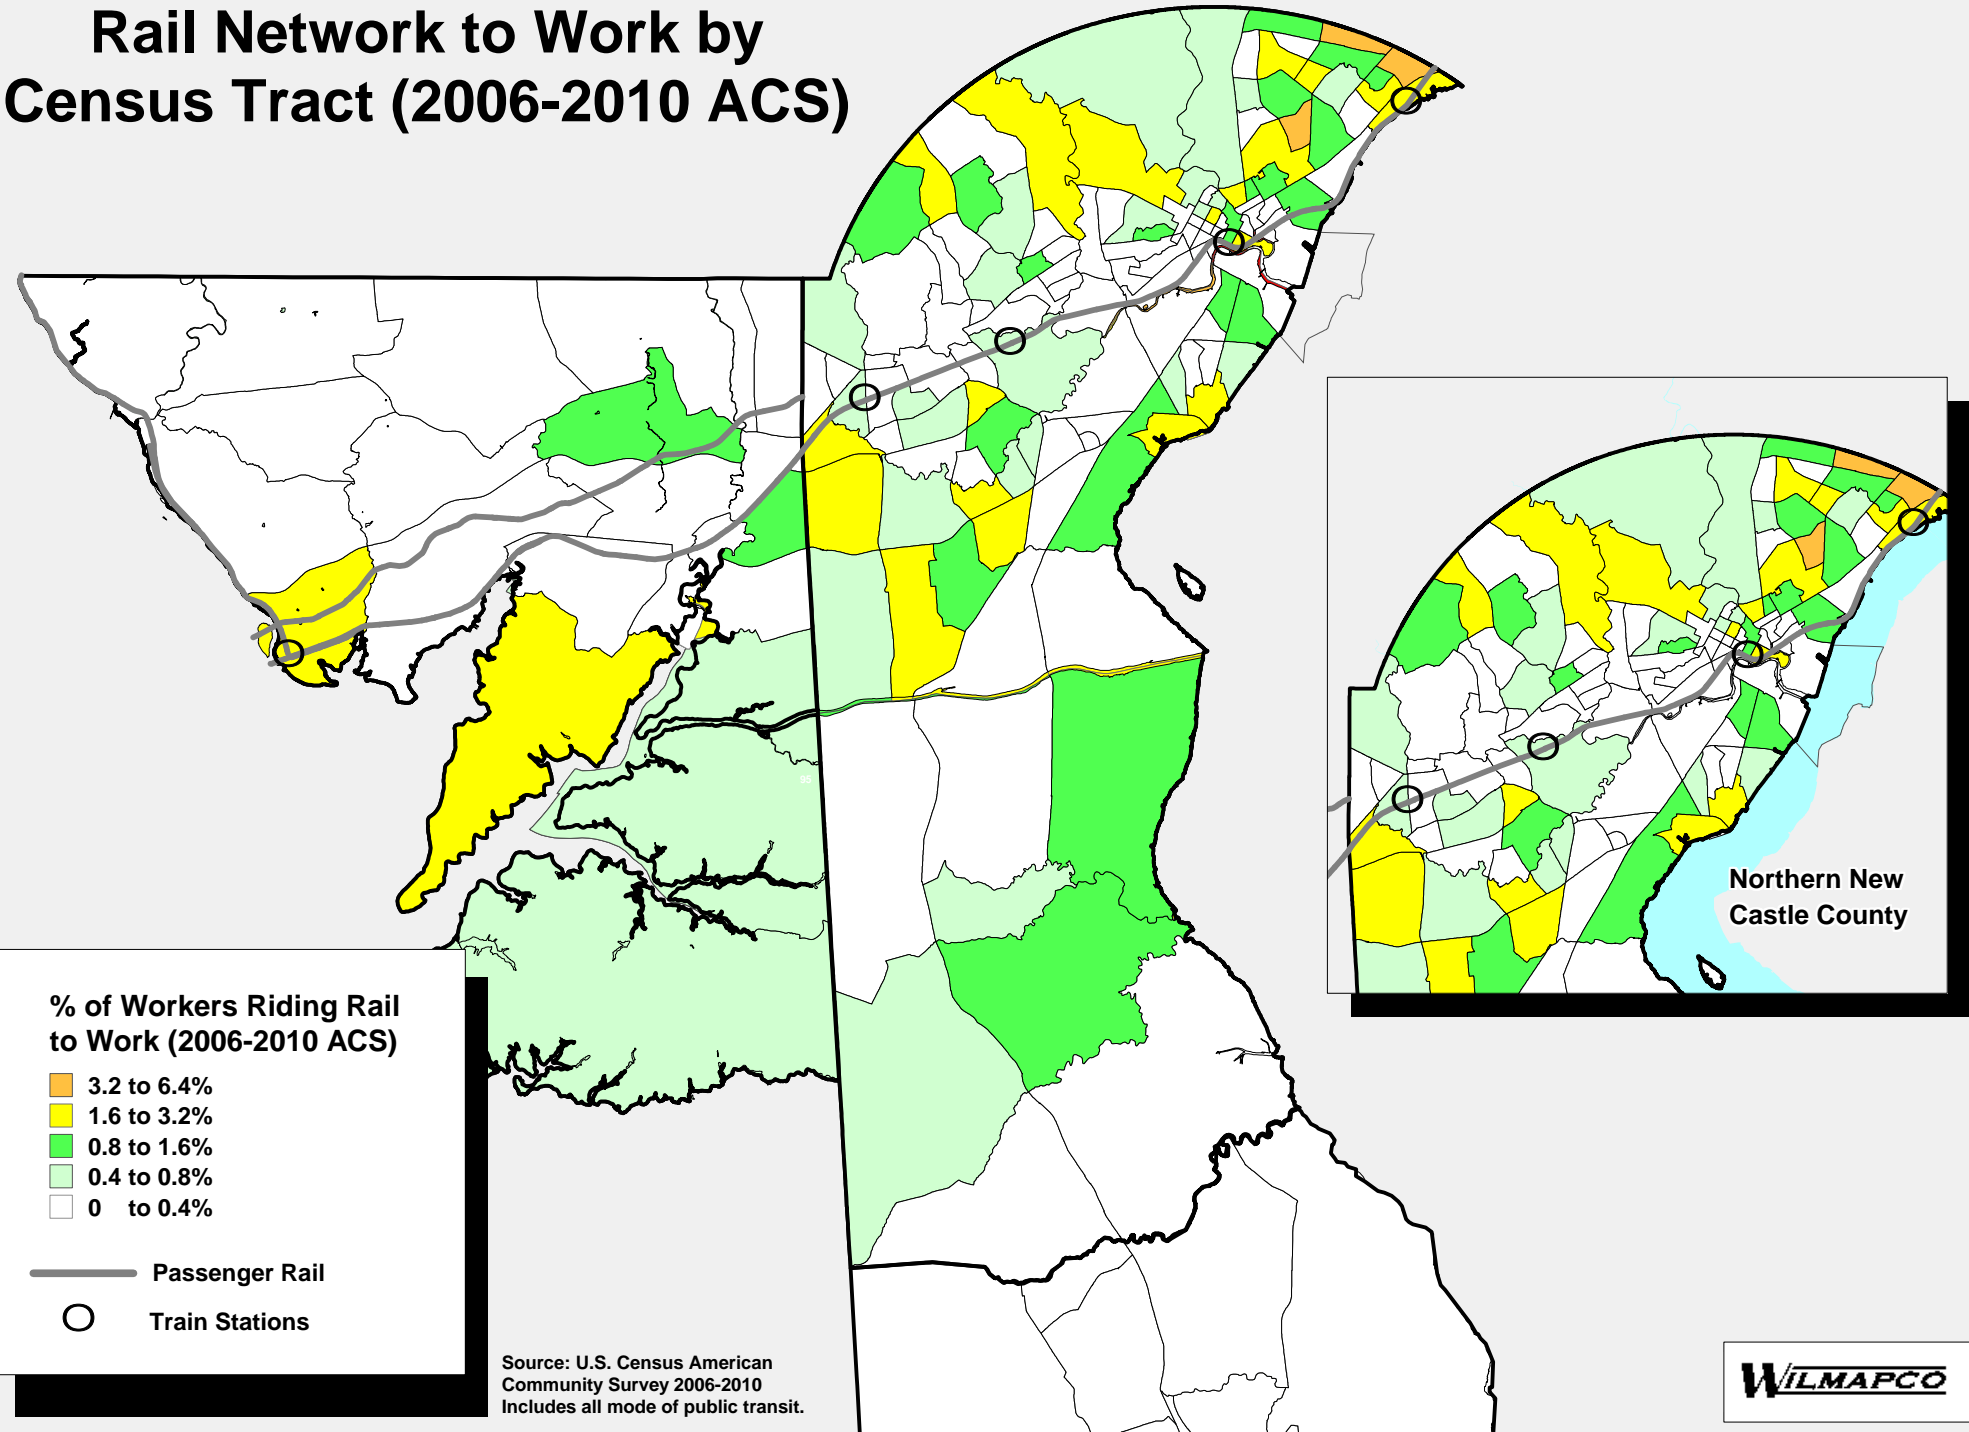 Rail Network to Work by
Census Tract (2006-2010 ACS)
95
Northern New
Castle County
% of Workers Riding Rail
to Work (2006-2010 ACS)
3.2 to 6.4%
1.6 to 3.2%
0.8 to 1.6%
0.4 to 0.8%
0 to 0.4%
Passenger Rail
Train Stations
Source: U.S. Census American
Community Survey 2006-2010
Includes all mode of public transit.
WILMAPCO